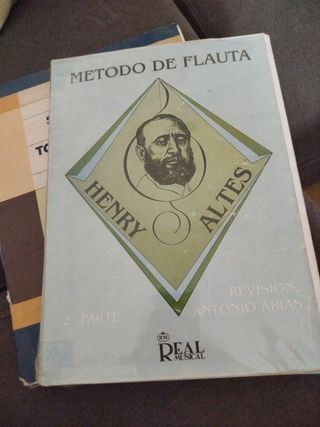 METODO DE FLAUTA
HENRY ALTES
2ª PARTE
REVISION:
ANTONIO ARIAS
RM
REAL
MUSICAL